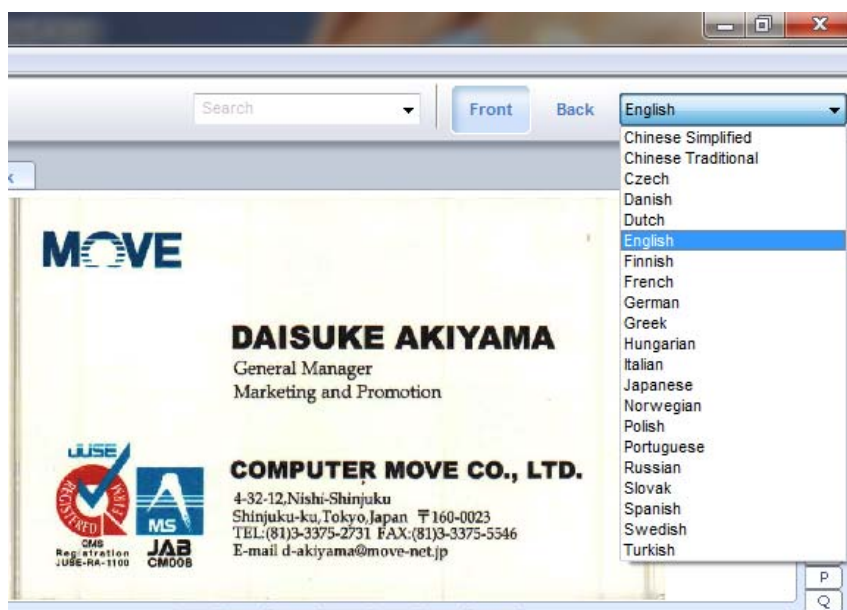 Search
Front
Back
English
Chinese Simplified
Chinese Traditional
Czech
Danish
Dutch
English
Finnish
French
German
Greek
Hungarian
Italian
Japanese
Norwegian
Polish
Portuguese
Russian
Slovak
Spanish
Swedish
Turkish
MOVE
DAISUKE AKIYAMA
General Manager
Marketing and Promotion
JUSE
REGISTERED FIRM
QMS
Registration
JUSE-RA-1100
MS
JAB
CM008
COMPUTER MOVE CO., LTD.
4-32-12,Nishi-Shinjuku
Shinjuku-ku,Tokyo,Japan 〒160-0023
TEL:(81)3-3375-2731 FAX:(81)3-3375-5546
E-mail d-akiyama@move-net.jp
P
Q